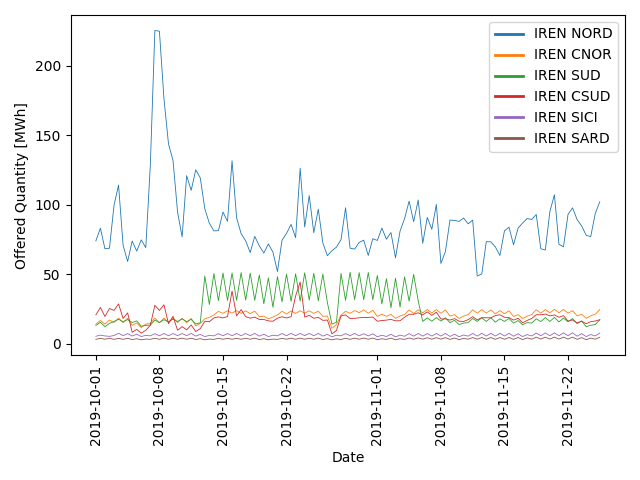 IREN NORD
IREN CNOR
IREN SUD
IREN CSUD
IREN SICI
IREN SARD
Offered Quantity [MWh]
200
150
100
50
0
2019-10-01
2019-10-08
2019-10-15
2019-10-22
2019-11-01
2019-11-08
2019-11-15
2019-11-22
Date